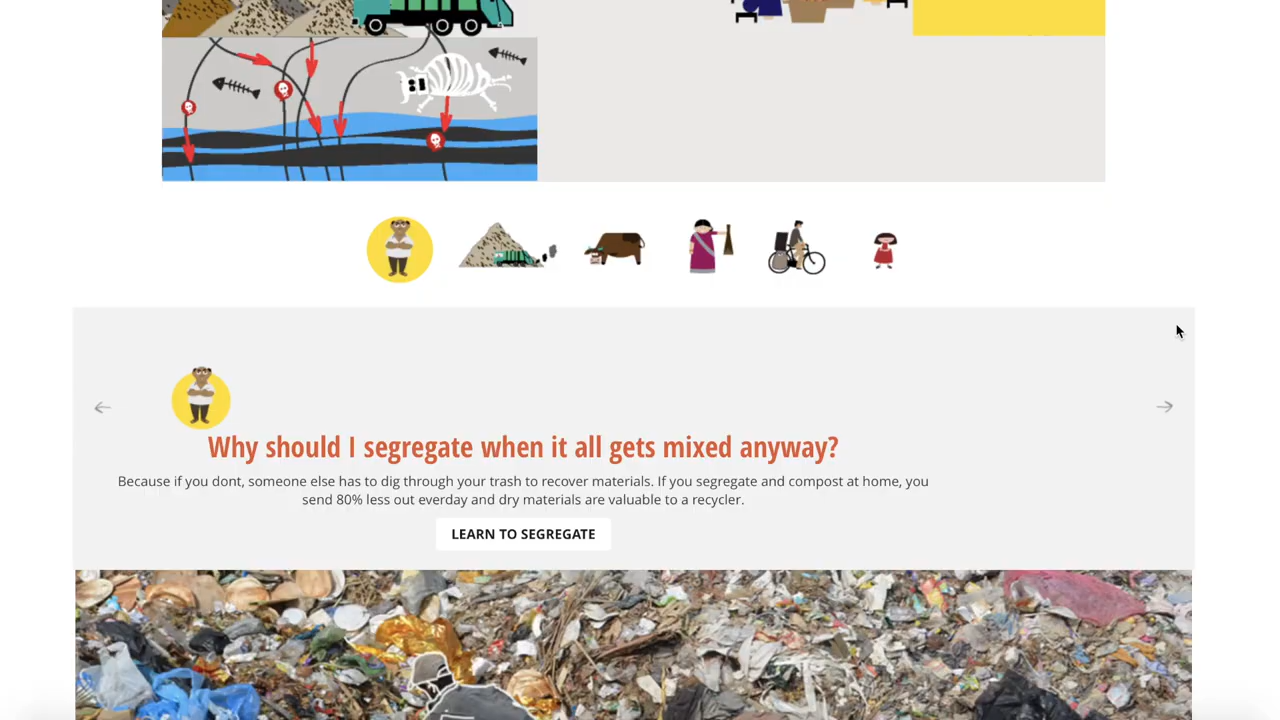 Why should I segregate when it all gets mixed anyway?
Because if you dont, someone else has to dig through your trash to recover materials. If you segregate and compost at home, you
send 80% less out everday and dry materials are valuable to a recycler.
LEARN TO SEGREGATE